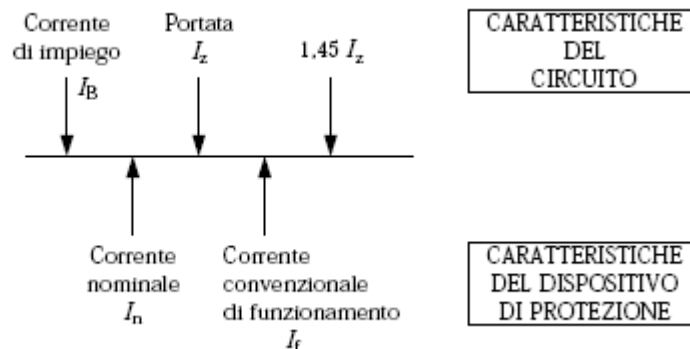 Corrente
di impiego
I_B
Portata
I_z
1,45 I_z
CARATTERISTICHE
DEL
CIRCUITO
Corrente
nominale
I_n
Corrente
convenzionale
di funzionamento
I_f
CARATTERISTICHE
DEL DISPOSITIVO
DI PROTEZIONE